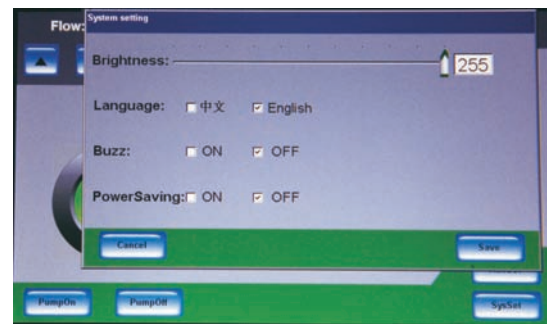 Flow:
System setting
Brightness: 255
Language: 中文 English
Buzz: ON OFF
PowerSaving: ON OFF
Cancel Save
PumpOn PumpOff SysSet